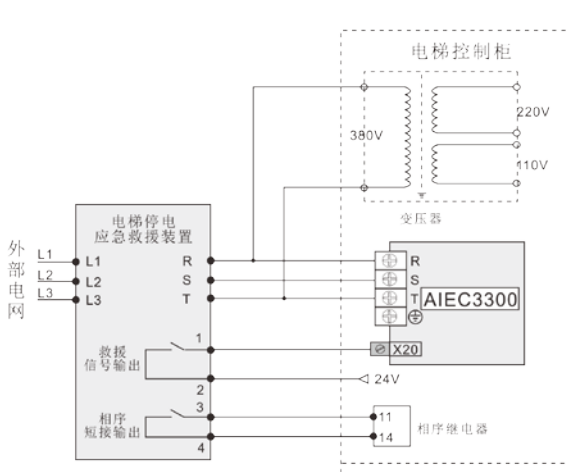 电梯控制柜
380V
220V
110V
变压器
外部电网
L1
L2
L3
电梯停电
应急救援装置
L1
L2
L3
R
S
T
R
S
T
AIEC3300
救援
信号输出
1
2
X20
24V
相序
短接输出
3
4
11
14
相序继电器